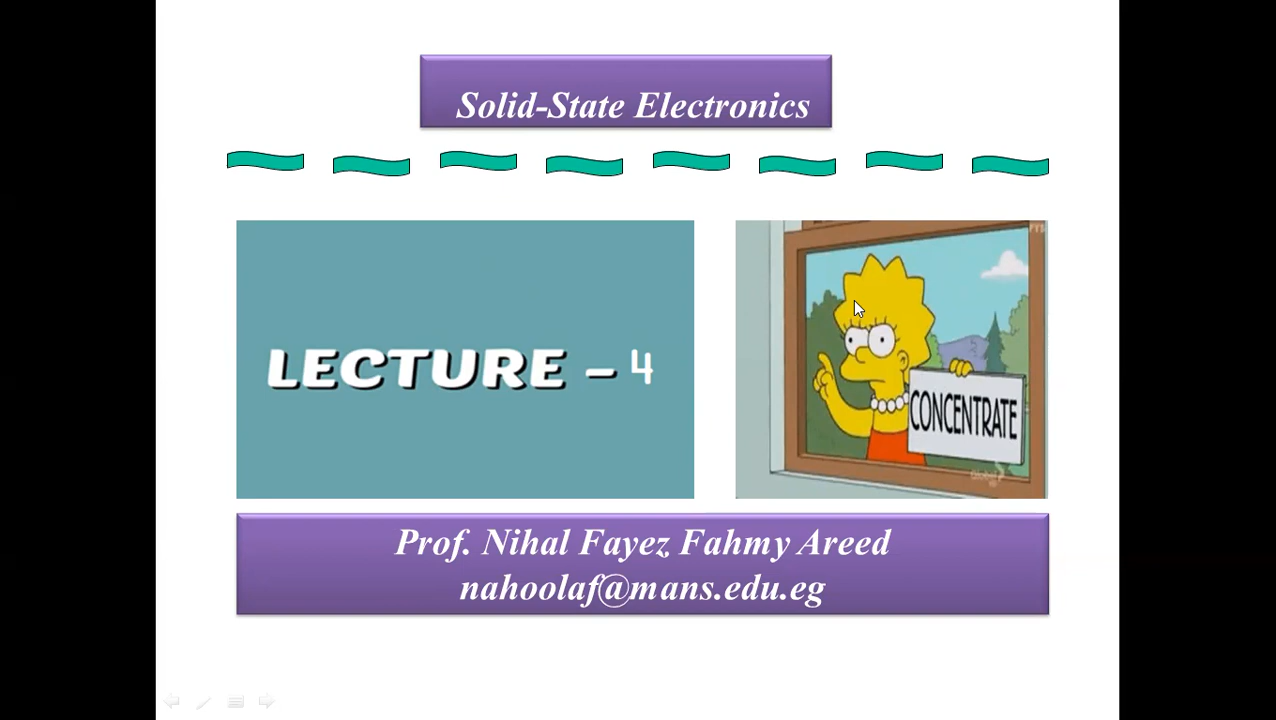 Solid-State Electronics
LECTURE – 4
CONCENTRATE
Prof. Nihal Fayez Fahmy Areed
nahoolaf@mans.edu.eg